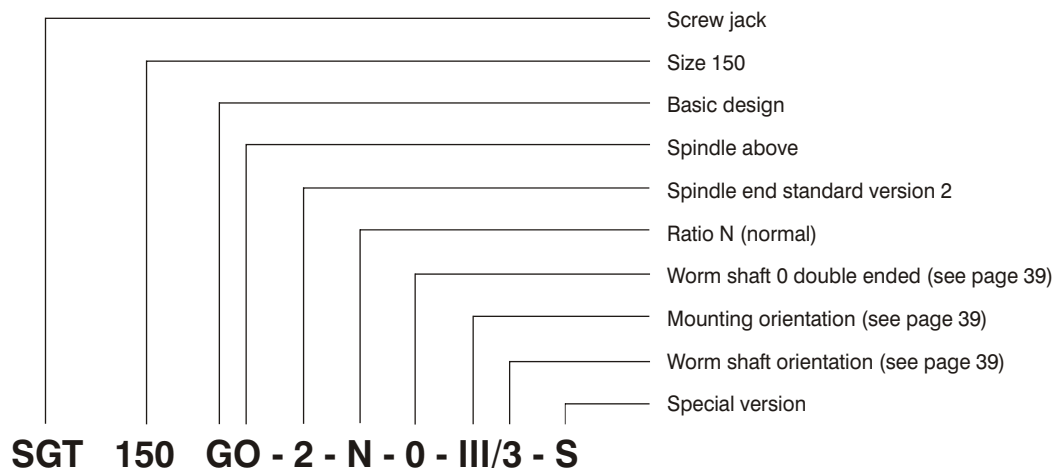 Screw jack
Size 150
Basic design
Spindle above
Spindle end standard version 2
Ratio N (normal)
Worm shaft 0 double ended (see page 39)
Mounting orientation (see page 39)
Worm shaft orientation (see page 39)
Special version
SGT 150 GO - 2 - N - 0 - III/3 - S